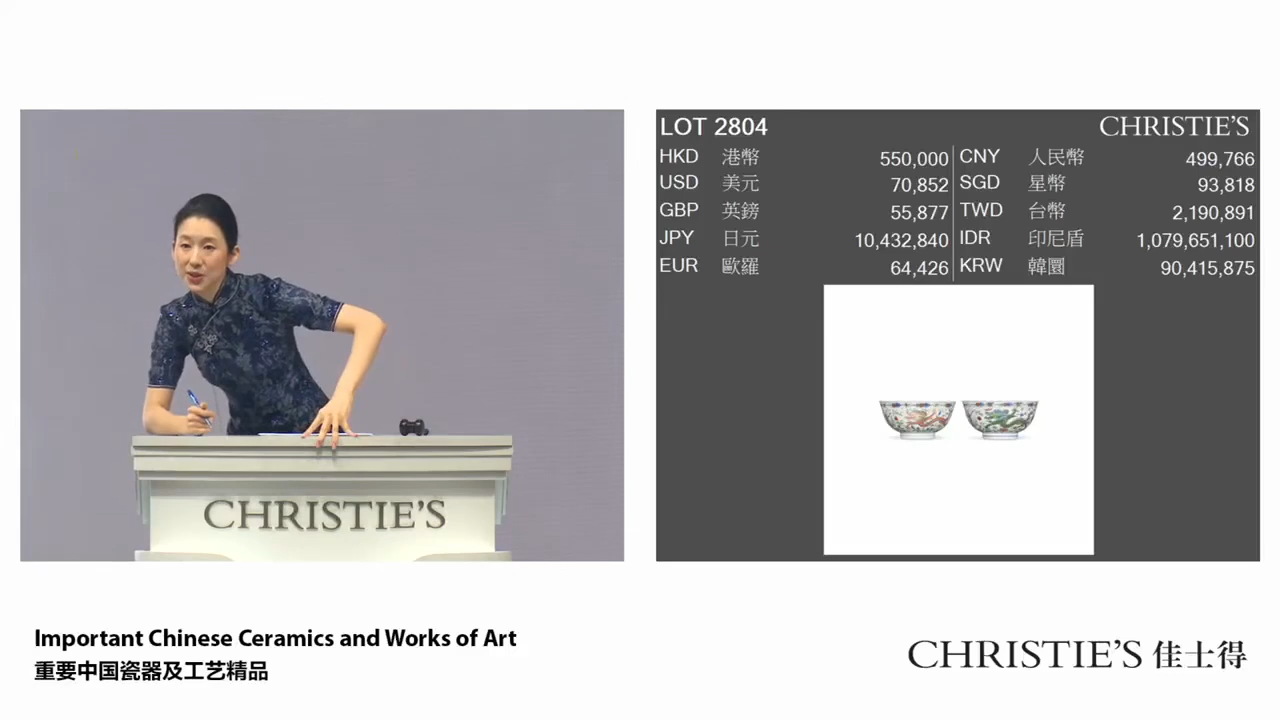 CHRISTIE'S
LOT 2804 CHRISTIE'S
HKD 港幣 550,000 CNY 人民幣 499,766
USD 美元 70,852 SGD 星幣 93,818
GBP 英鎊 55,877 TWD 台幣 2,190,891
JPY 日元 10,432,840 IDR 印尼盾 1,079,651,100
EUR 歐羅 64,426 KRW 韓圜 90,415,875
Important Chinese Ceramics and Works of Art
重要中国瓷器及工艺精品
CHRISTIE'S 佳士得